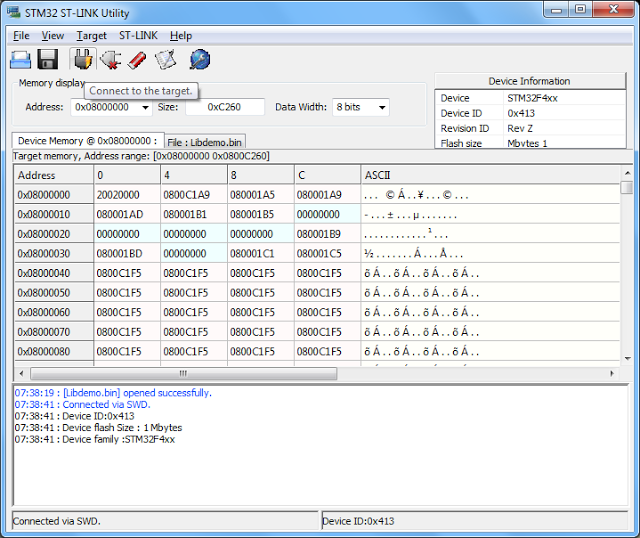 STM32 ST-LINK Utility
File View Target ST-LINK Help
Memory display
Connect to the target.
Address: 0x08000000 Size: 0xC260 Data Width: 8 bits
Device Information
Device STM32F4xx
Device ID 0x413
Revision ID Rev Z
Flash size Mbytes 1
Device Memory @ 0x08000000 : File : Libdemo.bin
Target memory, Address range: [0x08000000 0x0800C260]
Address 0 4 8 C ASCII
0x08000000 20020000 0800C1A9 080001A5 080001A9 ... ©Á..¥...©...
0x08000010 080001AD 080001B1 080001B5 00000000 -...±...µ.......
0x08000020 00000000 00000000 00000000 080001B9 ............¹...
0x08000030 080001BD 00000000 080001C1 080001C5 ½.......Á...Å...
0x08000040 0800C1F5 0800C1F5 0800C1F5 0800C1F5 õÁ..õÁ..õÁ..õÁ..
0x08000050 0800C1F5 0800C1F5 0800C1F5 0800C1F5 õÁ..õÁ..õÁ..õÁ..
0x08000060 0800C1F5 0800C1F5 0800C1F5 0800C1F5 õÁ..õÁ..õÁ..õÁ..
0x08000070 0800C1F5 0800C1F5 0800C1F5 0800C1F5 õÁ..õÁ..õÁ..õÁ..
0x08000080 0800C1F5 0800C1F5 0800C1F5 0800C1F5 õÁ..õÁ..õÁ..õÁ..
07:38:19 : [Libdemo.bin] opened successfully.
07:38:41 : Connected via SWD.
07:38:41 : Device ID:0x413
07:38:41 : Device flash Size : 1 Mbytes
07:38:41 : Device family :STM32F4xx
Connected via SWD. Device ID:0x413